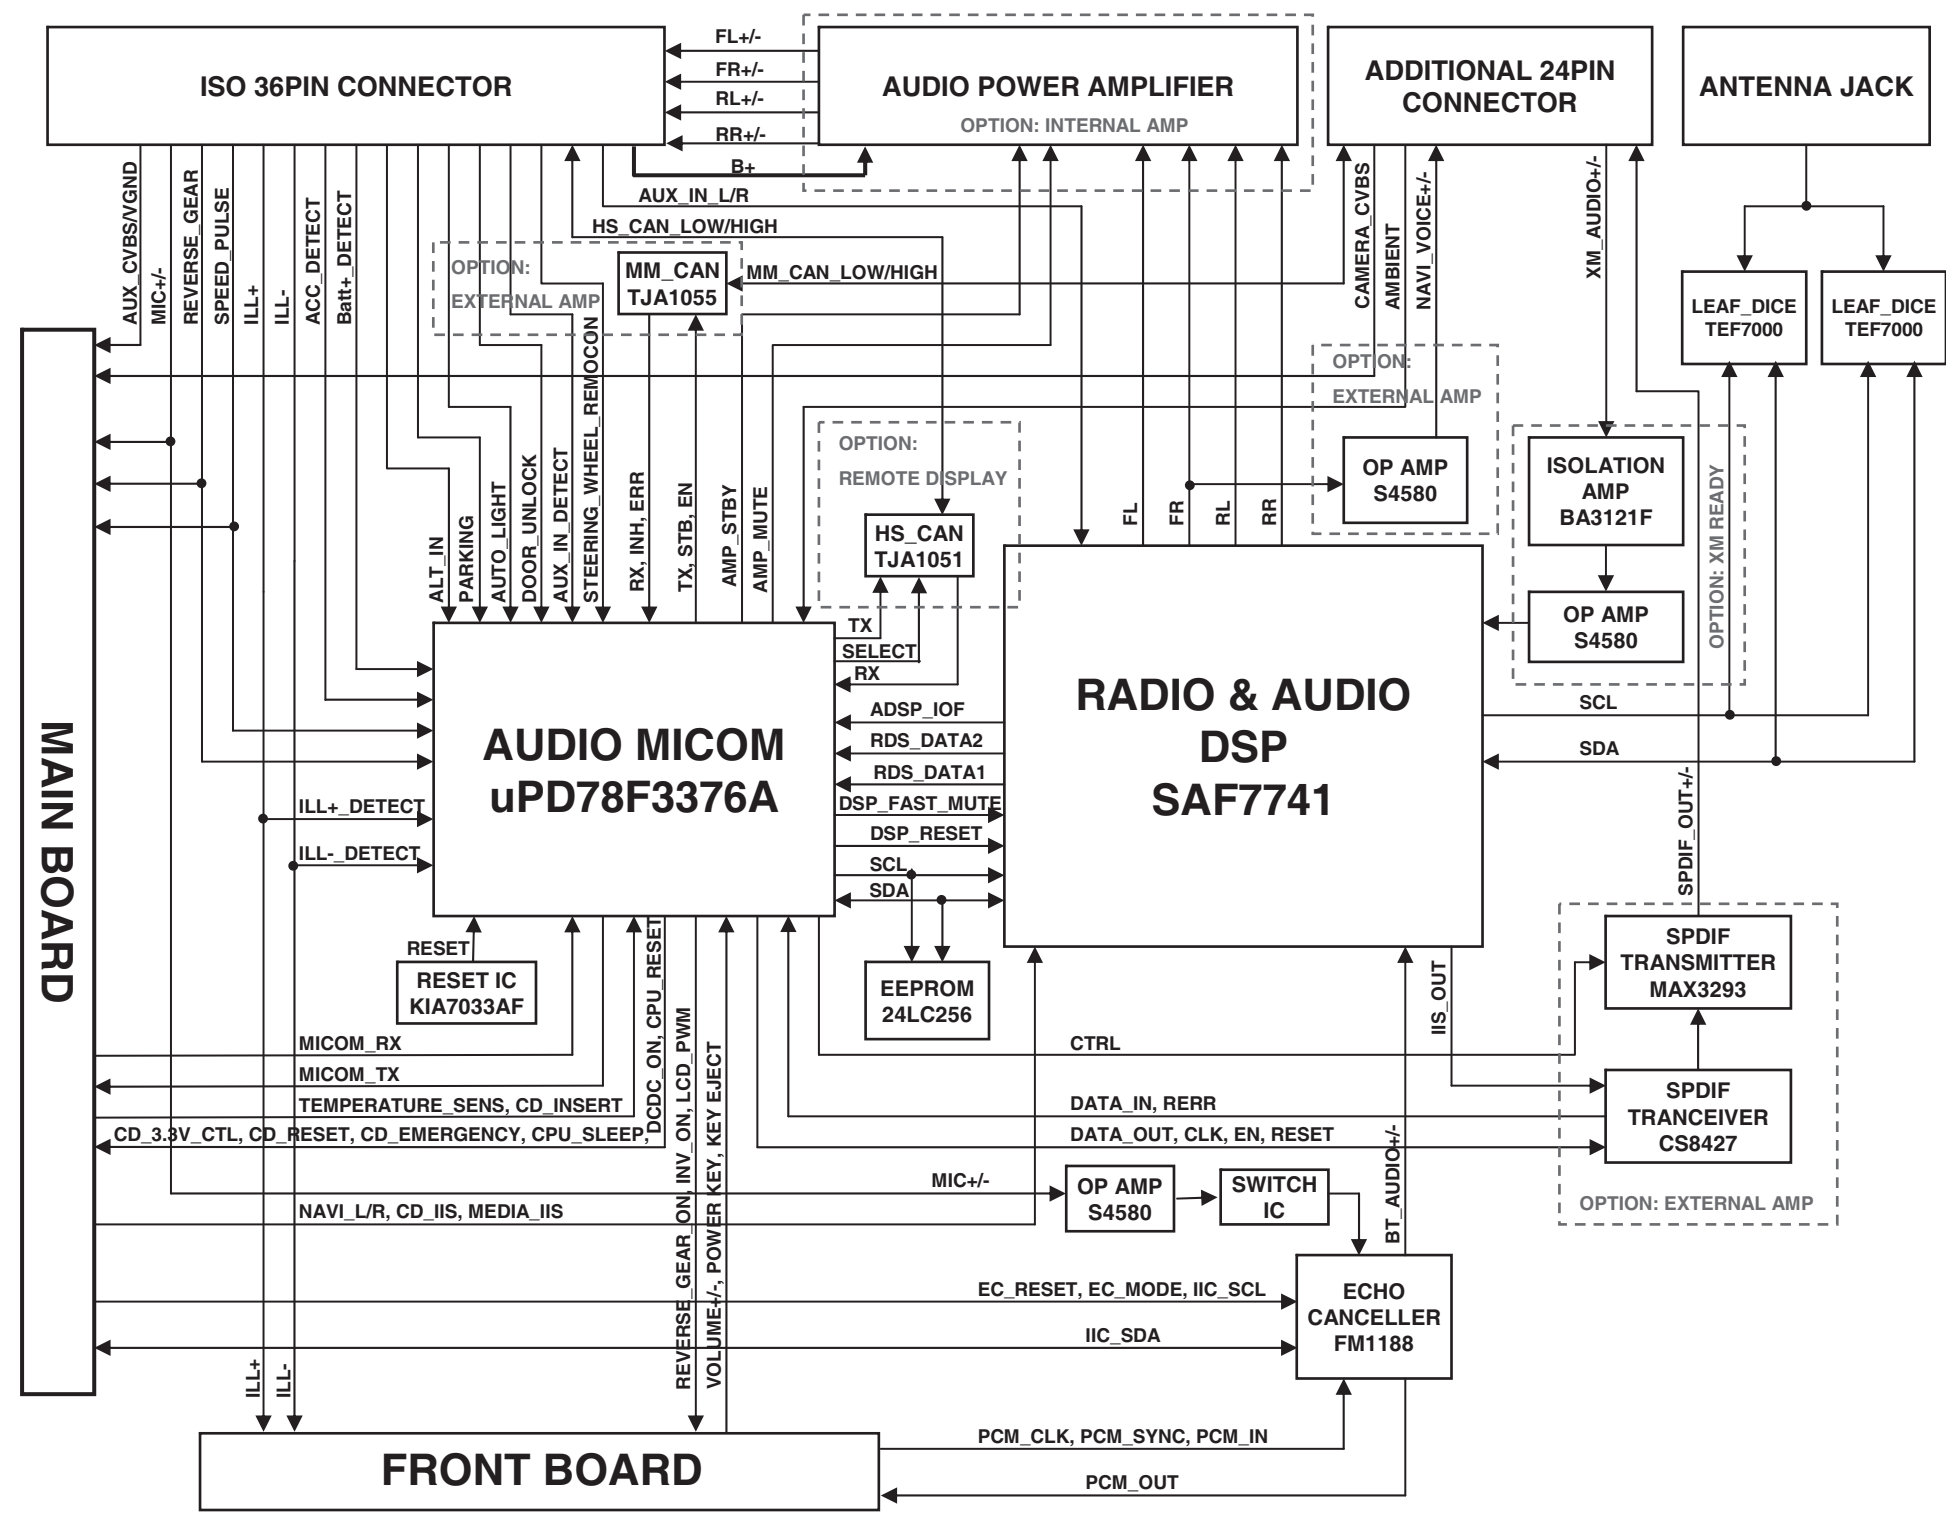 ISO 36PIN CONNECTOR
FL+/-
FR+/-
RL+/-
RR+/-
B+
AUDIO POWER AMPLIFIER
OPTION: INTERNAL AMP
ADDITIONAL 24PIN
CONNECTOR
ANTENNA JACK
AUX_CVBS/VGND
MIC+/-
REVERSE_GEAR
SPEED_PULSE
ILL+
ILL-
ACC_DETECT
Batt+_DETECT
AUX_IN_L/R
HS_CAN_LOW/HIGH
OPTION:
EXTERNAL AMP
MM_CAN
TJA1055
MM_CAN_LOW/HIGH
CAMERA_CVBS
AMBIENT
NAVI_VOICE+/-
XM_AUDIO+/-
LEAF_DICE
TEF7000
LEAF_DICE
TEF7000
OPTION:
EXTERNAL AMP
OP AMP
S4580
OPTION:
REMOTE DISPLAY
HS_CAN
TJA1051
ISOLATION
AMP
BA3121F
OP AMP
S4580
OPTION: XM READY
ALT_IN
PARKING
AUTO_LIGHT
DOOR_UNLOCK
AUX_IN_DETECT
STEERING_WHEEL_REMOCON
RX, INH, ERR
TX, STB, EN
AMP_STBY
AMP_MUTE
FL
FR
RL
RR
MAIN BOARD
AUDIO MICOM
uPD78F3376A
TX
SELECT
RX
ADSP_IOF
RDS_DATA2
RDS_DATA1
DSP_FAST_MUTE
DSP_RESET
SCL
SDA
RADIO & AUDIO
DSP
SAF7741
SCL
SDA
SPDIF_OUT+/-
ILL+_DETECT
ILL-_DETECT
RESET
RESET IC
KIA7033AF
EEPROM
24LC256
IIS_OUT
SPDIF
TRANSMITTER
MAX3293
SPDIF
TRANCEIVER
CS8427
OPTION: EXTERNAL AMP
MICOM_RX
MICOM_TX
TEMPERATURE_SENS, CD_INSERT
CD_3.3V_CTL, CD_RESET, CD_EMERGENCY, CPU_SLEEP,
DCDC_ON, CPU_RESET
REVERSE_GEAR_ON, INV_ON, LCD_PWM
VOLUME+/-, POWER KEY, KEY EJECT
CTRL
DATA_IN, RERR
DATA_OUT, CLK, EN, RESET
MIC+/-
OP AMP
S4580
SWITCH
IC
BT_AUDIO+/-
NAVI_L/R, CD_IIS, MEDIA_IIS
EC_RESET, EC_MODE, IIC_SCL
IIC_SDA
ECHO
CANCELLER
FM1188
ILL+
ILL-
FRONT BOARD
PCM_CLK, PCM_SYNC, PCM_IN
PCM_OUT